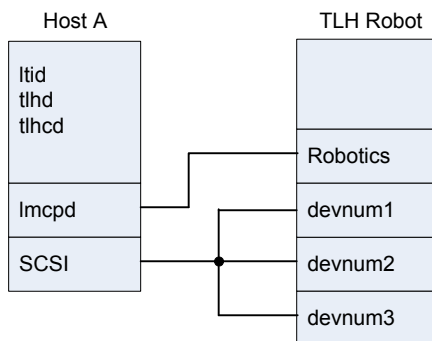 Host A
ltid
tlhd
tlhcd
lmcpd
SCSI
TLH Robot
Robotics
devnum1
devnum2
devnum3